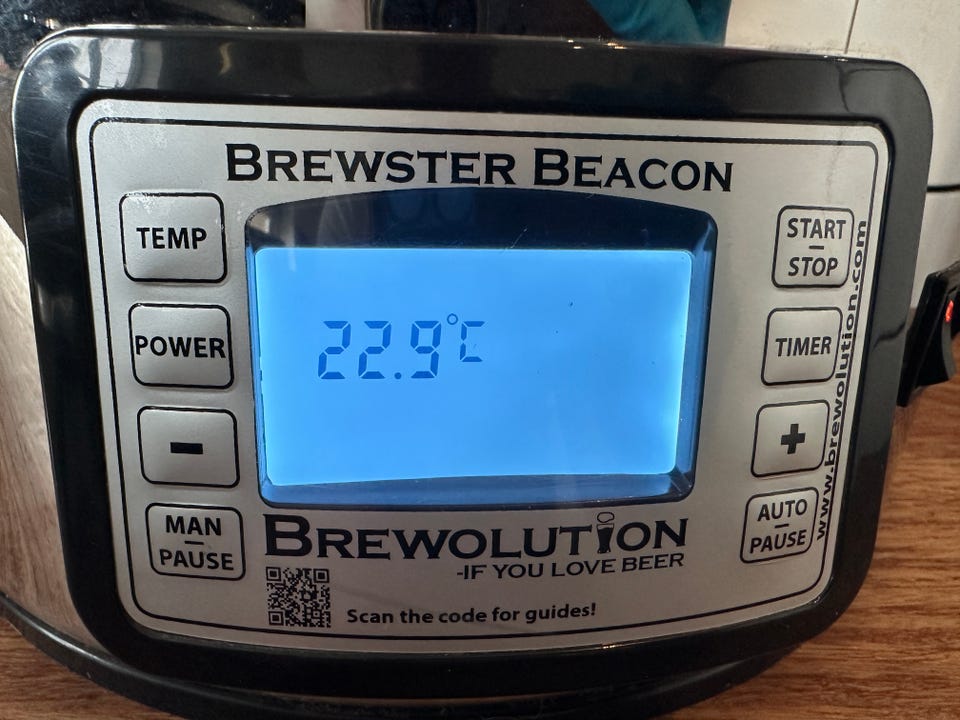 BREWSTER BEACON
TEMP
POWER
-
MAN
PAUSE
22.9°C
START
STOP
TIMER
+
AUTO
PAUSE
www.brewolution.com
BREWOLUTION
-IF YOU LOVE BEER
Scan the code for guides!